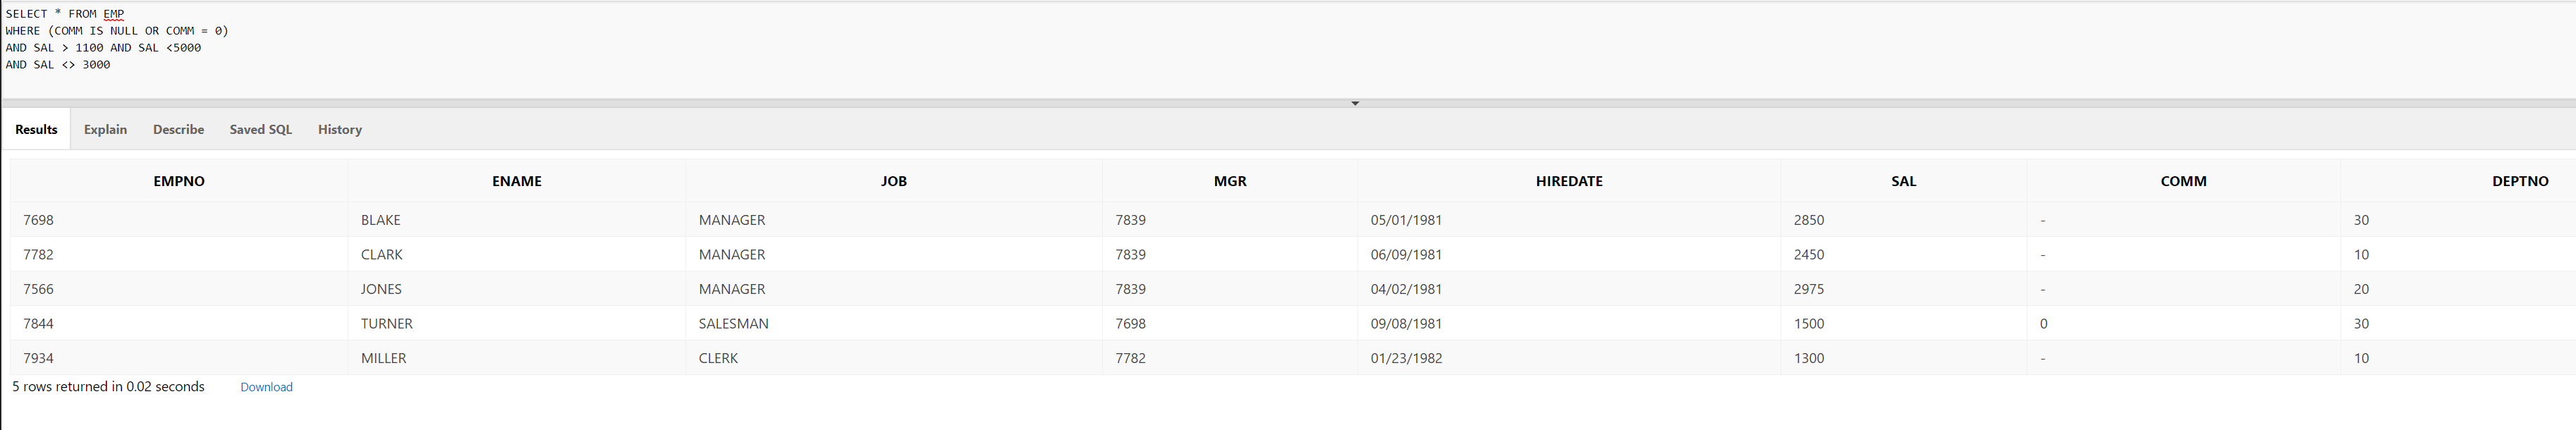 SELECT * FROM EMP
WHERE (COMM IS NULL OR COMM = 0)
AND SAL > 1100 AND SAL <5000
AND SAL <> 3000
Results Explain Describe Saved SQL History
EMPNO ENAME JOB MGR HIREDATE SAL COMM DEPTNO
7698 BLAKE MANAGER 7839 05/01/1981 2850 - 30
7782 CLARK MANAGER 7839 06/09/1981 2450 - 10
7566 JONES MANAGER 7839 04/02/1981 2975 - 20
7844 TURNER SALESMAN 7698 09/08/1981 1500 0 30
7934 MILLER CLERK 7782 01/23/1982 1300 - 10
5 rows returned in 0.02 seconds Download